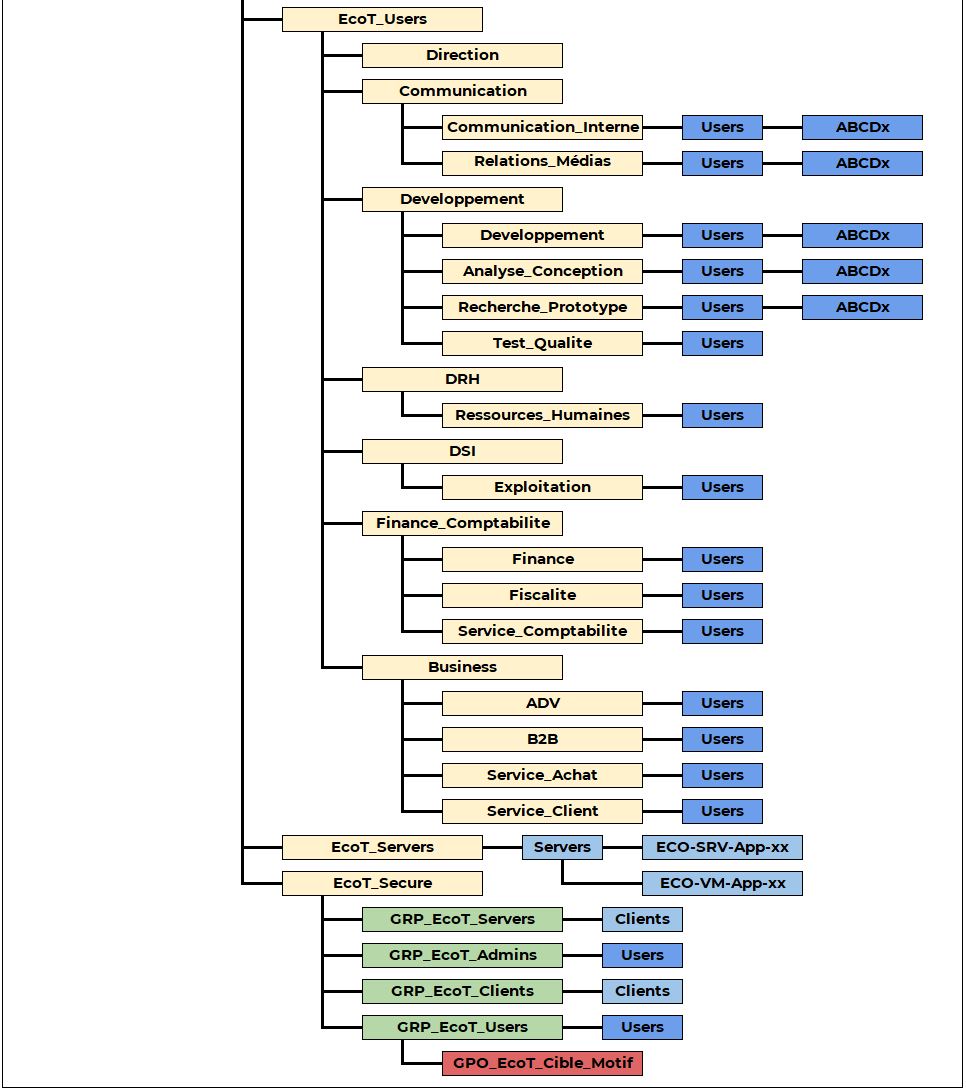 EcoT_Users
Direction
Communication
Communication_Interne Users ABCDx
Relations_Médias Users ABCDx
Developpement
Developpement Users ABCDx
Analyse_Conception Users ABCDx
Recherche_Prototype Users ABCDx
Test_Qualite Users
DRH
Ressources_Humaines Users
DSI
Exploitation Users
Finance_Comptabilite
Finance Users
Fiscalite Users
Service_Comptabilite Users
Business
ADV Users
B2B Users
Service_Achat Users
Service_Client Users
EcoT_Servers Servers ECO-SRV-App-xx
EcoT_Secure ECO-VM-App-xx
GRP_EcoT_Servers Clients
GRP_EcoT_Admins Users
GRP_EcoT_Clients Clients
GRP_EcoT_Users Users
GPO_EcoT_Cible_Motif